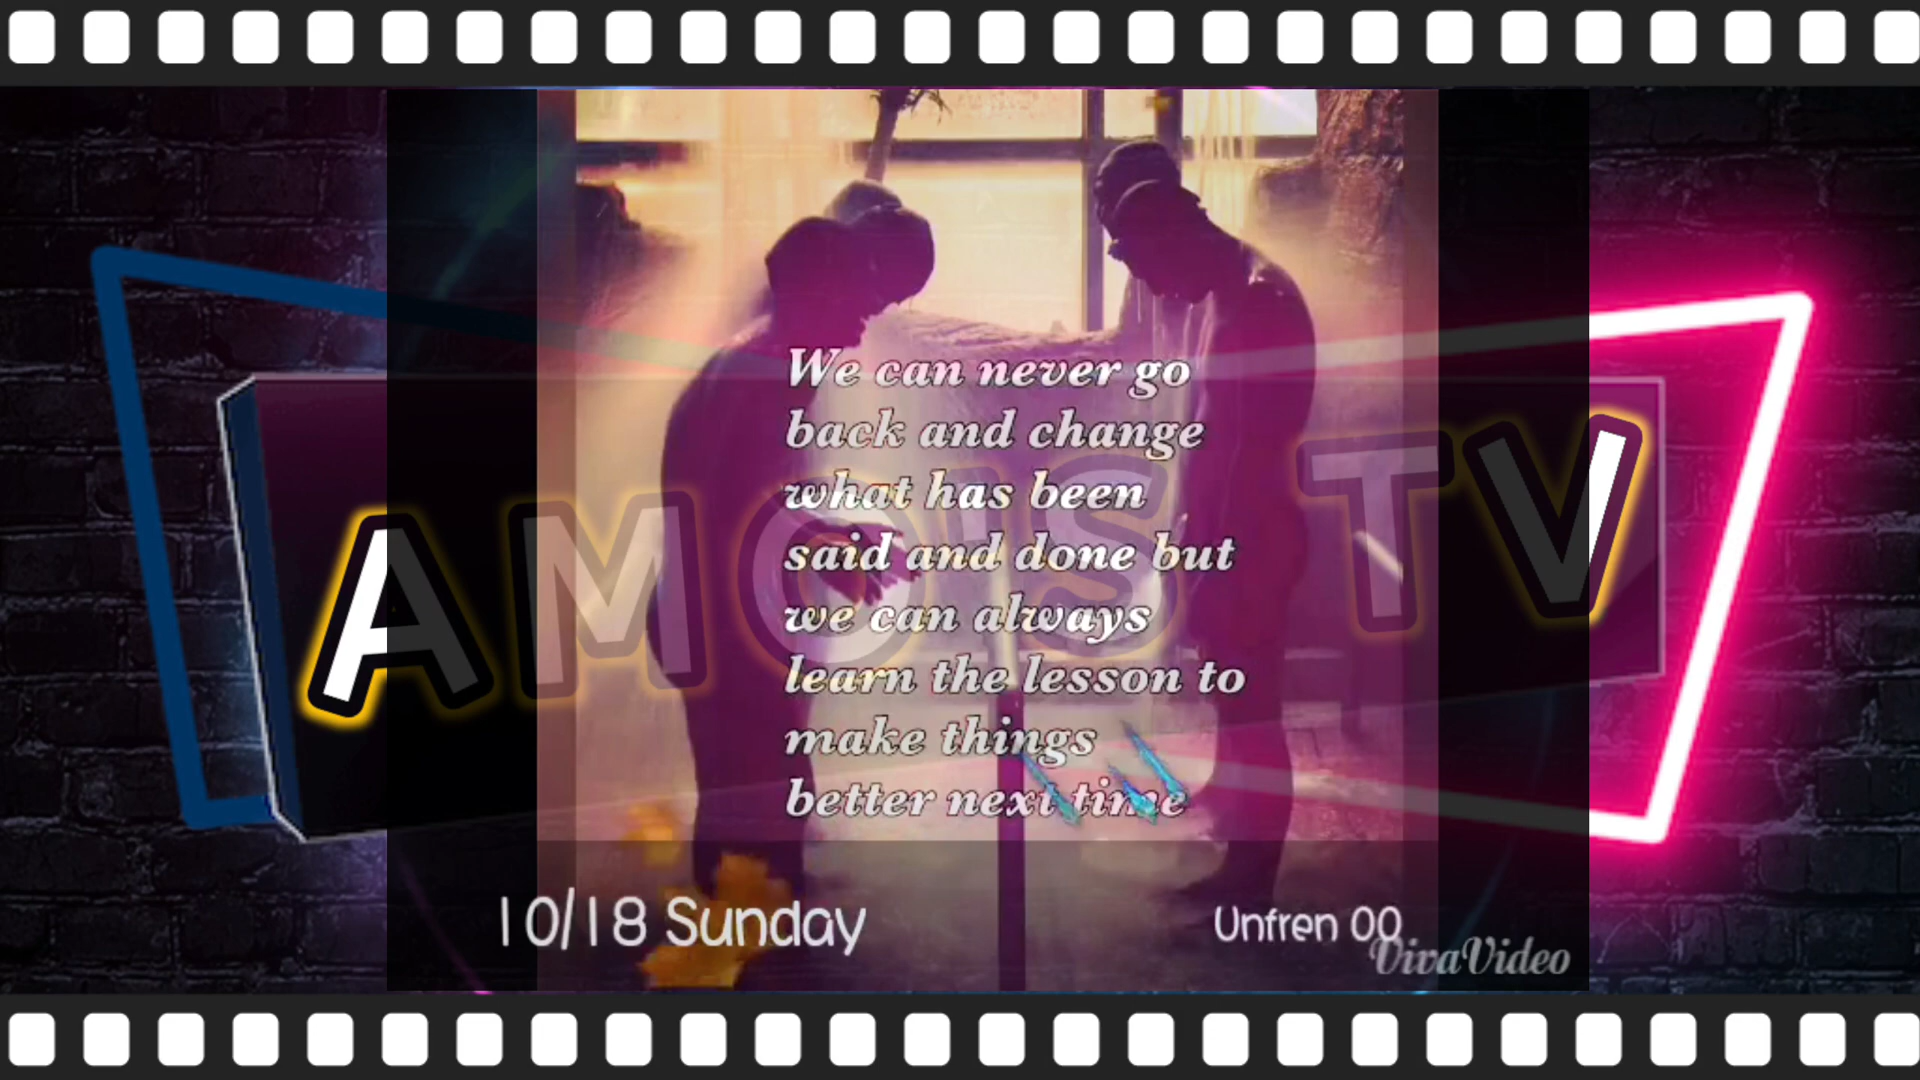 We can never go
back and change
what has been
said and done but
we can always
learn the lesson to
make things
better next time
AMOIS TV
10/18 Sunday
Unfren 00
VivaVideo